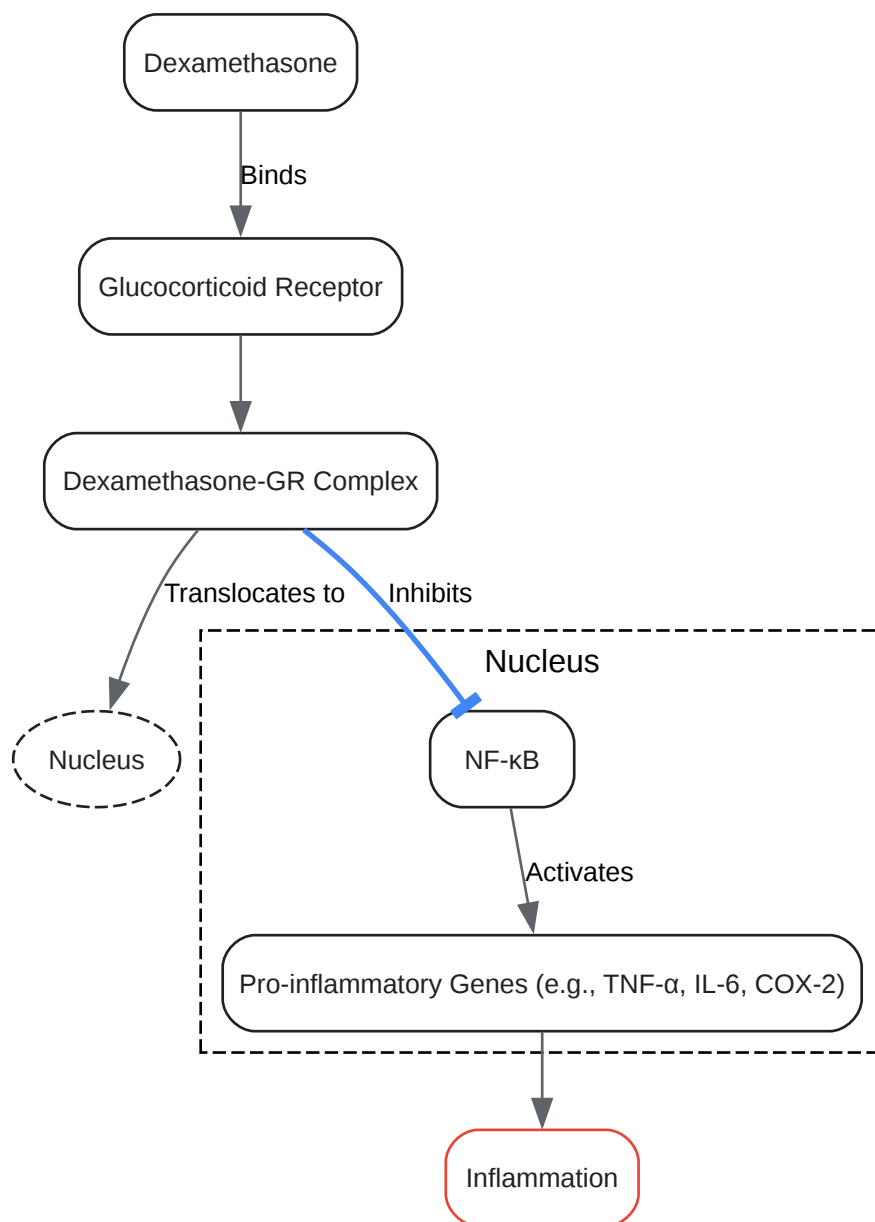 Dexamethasone
Binds
Glucocorticoid Receptor
Dexamethasone-GR Complex
Translocates to
Inhibits
Nucleus
Nucleus
NF-κB
Activates
Pro-inflammatory Genes (e.g., TNF-α, IL-6, COX-2)
Inflammation